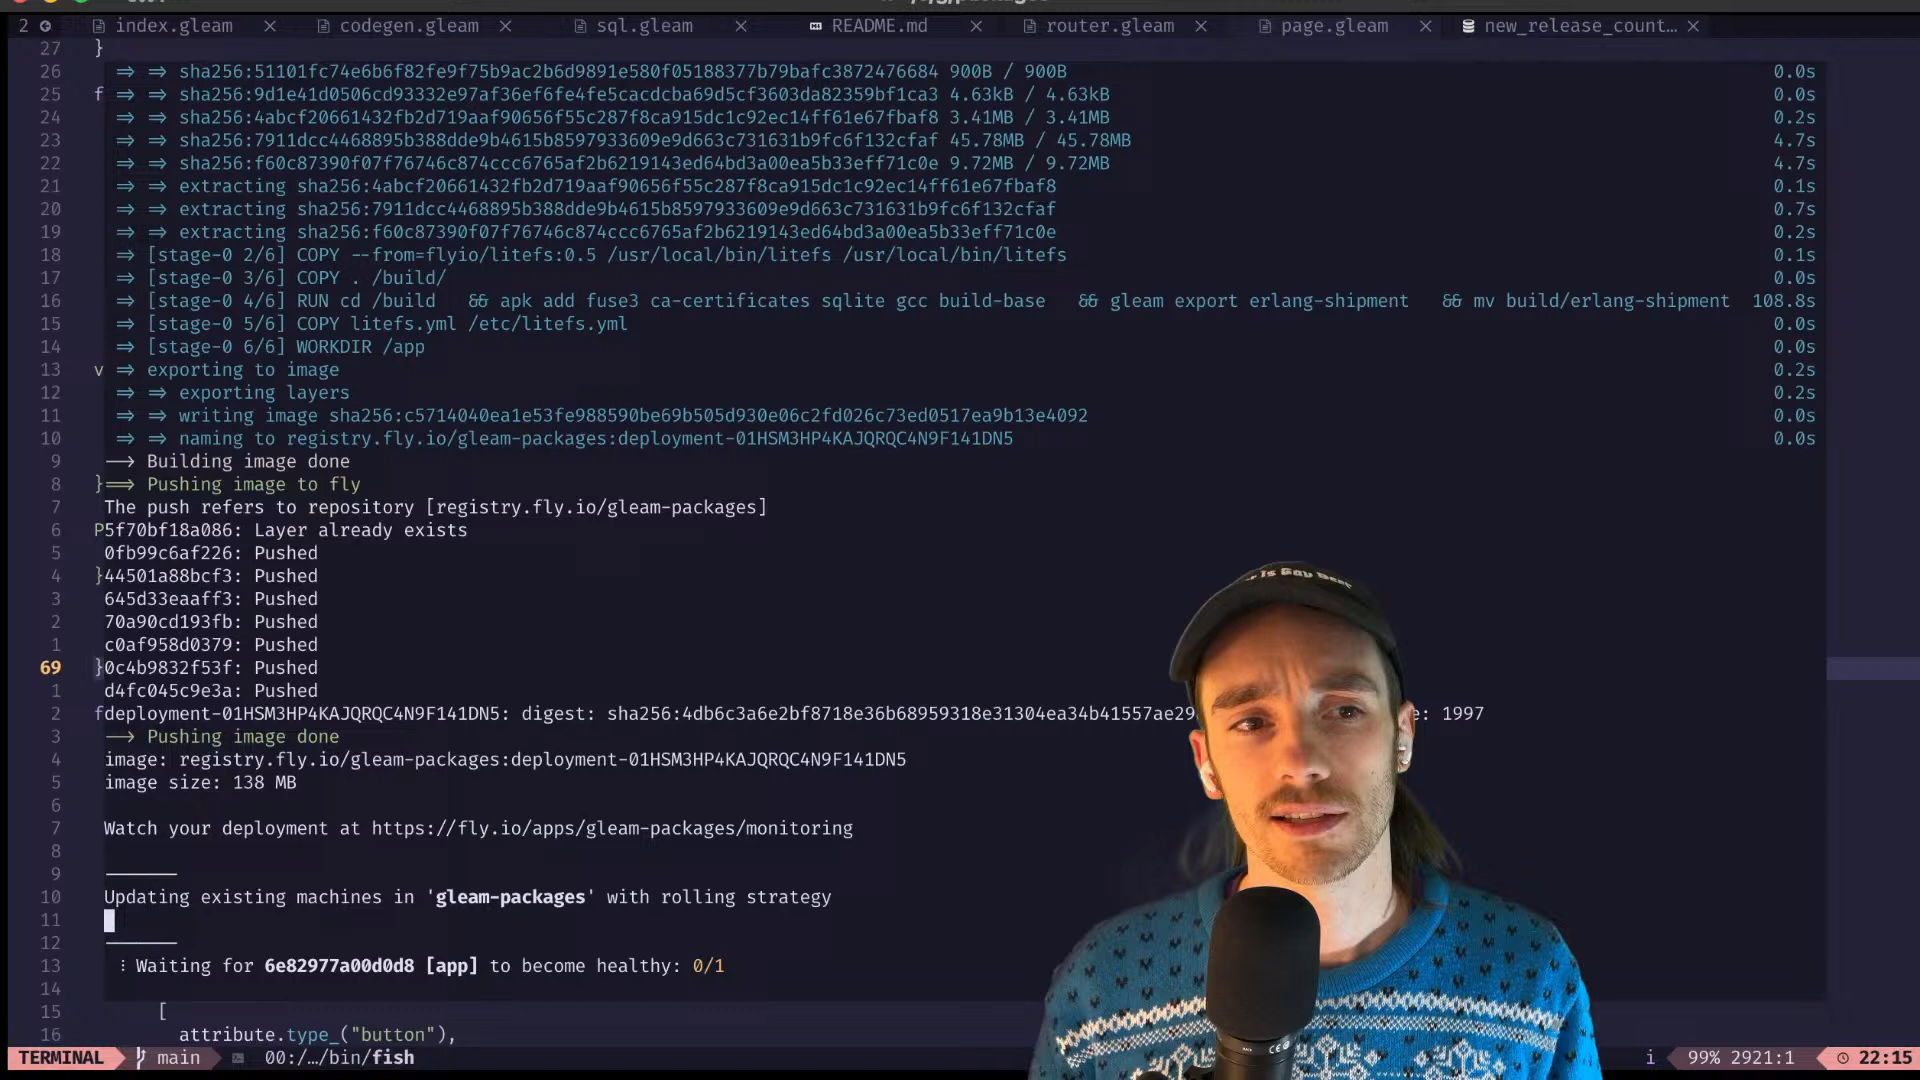 2 index.gleam codegen.gleam sql.gleam README.md router.gleam page.gleam new_release_count…
27 }
26 ⇒ ⇒ sha256:51101fc74e6b6f82fe9f75b9ac2b6d9891e580f05188377b79bafc3872476684 900B / 900B 0.0s
25 f ⇒ ⇒ sha256:9d1e41d0506cd93332e97af36ef6fe4fe5cacdcba69d5cf3603da82359bf1ca3 4.63kB / 4.63kB 0.0s
24 ⇒ ⇒ sha256:4abcf20661432fb2d719aaf90656f55c287f8ca915dc1c92ec14ff61e67fbaf8 3.41MB / 3.41MB 0.2s
23 ⇒ ⇒ sha256:7911dcc4468895b388dde9b4615b8597933609e9d663c731631b9fc6f132cfaf 45.78MB / 45.78MB 4.7s
22 ⇒ ⇒ sha256:f60c87390f07f76746c874ccc6765af2b6219143ed64bd3a00ea5b33eff71c0e 9.72MB / 9.72MB 4.7s
21 ⇒ ⇒ extracting sha256:4abcf20661432fb2d719aaf90656f55c287f8ca915dc1c92ec14ff61e67fbaf8 0.1s
20 ⇒ ⇒ extracting sha256:7911dcc4468895b388dde9b4615b8597933609e9d663c731631b9fc6f132cfaf 0.7s
19 ⇒ ⇒ extracting sha256:f60c87390f07f76746c874ccc6765af2b6219143ed64bd3a00ea5b33eff71c0e 0.2s
18 ⇒ [stage-0 2/6] COPY --from=flyio/litefs:0.5 /usr/local/bin/litefs /usr/local/bin/litefs 0.1s
17 ⇒ [stage-0 3/6] COPY . /build/ 0.0s
16 ⇒ [stage-0 4/6] RUN cd /build && apk add fuse3 ca-certificates sqlite gcc build-base && gleam export erlang-shipment && mv build/erlang-shipment 108.8s
15 ⇒ [stage-0 5/6] COPY litefs.yml /etc/litefs.yml 0.0s
14 ⇒ [stage-0 6/6] WORKDIR /app 0.0s
13 v ⇒ exporting to image 0.2s
12 ⇒ ⇒ exporting layers 0.2s
11 ⇒ ⇒ writing image sha256:c5714040ea1e53fe988590be69b505d930e06c2fd026c73ed0517ea9b13e4092 0.0s
10 ⇒ ⇒ naming to registry.fly.io/gleam-packages:deployment-01HSM3HP4KAJQRQC4N9F141DN5 0.0s
9 --> Building image done
8 }==> Pushing image to fly
7 The push refers to repository [registry.fly.io/gleam-packages]
6 P5f70bf18a086: Layer already exists
5 0fb99c6af226: Pushed
4 }44501a88bcf3: Pushed
3 645d33eaaff3: Pushed
2 70a90cd193fb: Pushed
1 c0af958d0379: Pushed
69 }0c4b9832f53f: Pushed
1 d4fc045c9e3a: Pushed
2 fdeployment-01HSM3HP4KAJQRQC4N9F141DN5: digest: sha256:4db6c3a6e2bf8718e36b68959318e31304ea34b41557ae29 e: 1997
3 --> Pushing image done
4 image: registry.fly.io/gleam-packages:deployment-01HSM3HP4KAJQRQC4N9F141DN5
5 image size: 138 MB
6
7 Watch your deployment at https://fly.io/apps/gleam-packages/monitoring
8
9
10 Updating existing machines in 'gleam-packages' with rolling strategy
11
12
13 Waiting for 6e82977a00d0d8 [app] to become healthy: 0/1
14
15 [
16 attribute.type_("button"),
TERMINAL main 00:/…/bin/fish i 99% 2921:1 22:15